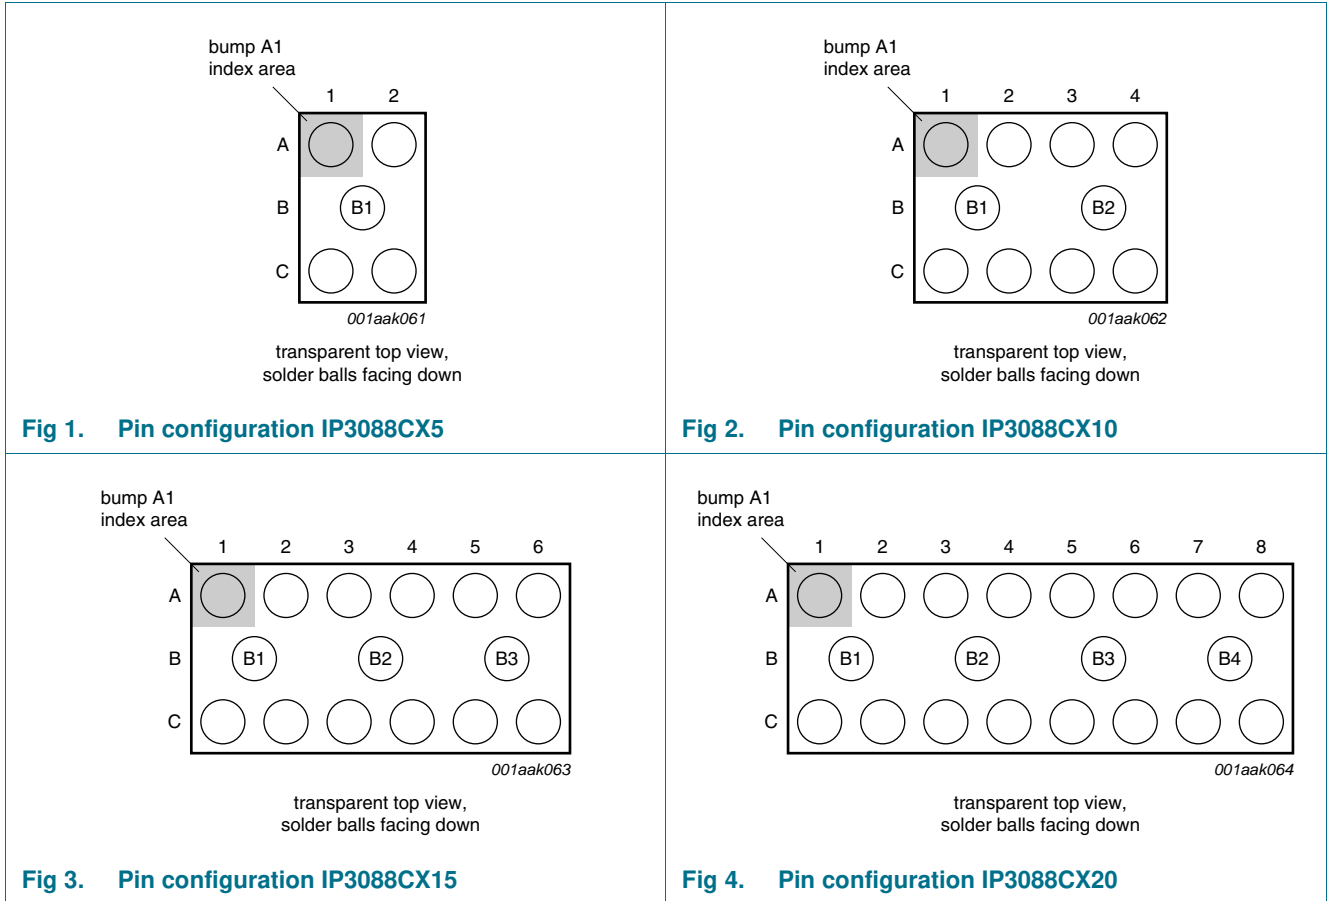 bump A1
index area
1 2
A
B B1
C
001aak061
transparent top view,
solder balls facing down
Fig 1. Pin configuration IP3088CX5
bump A1
index area
1 2 3 4
A
B B1 B2
C
001aak062
transparent top view,
solder balls facing down
Fig 2. Pin configuration IP3088CX10
bump A1
index area
1 2 3 4 5 6
A
B B1 B2 B3
C
001aak063
transparent top view,
solder balls facing down
Fig 3. Pin configuration IP3088CX15
bump A1
index area
1 2 3 4 5 6 7 8
A
B B1 B2 B3 B4
C
001aak064
transparent top view,
solder balls facing down
Fig 4. Pin configuration IP3088CX20